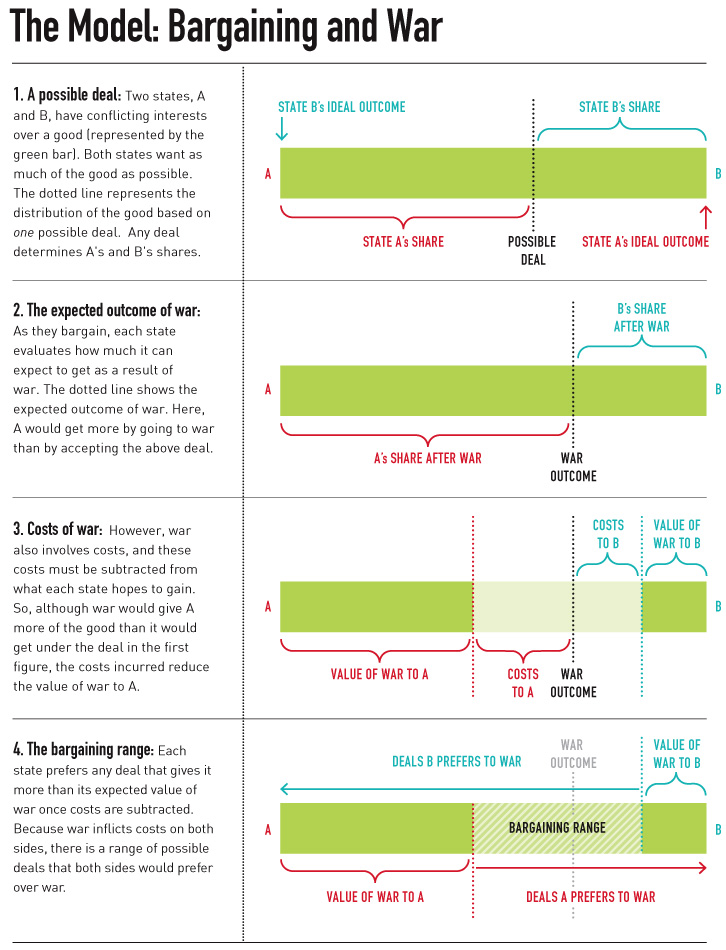 The Model: Bargaining and War
1. A possible deal: Two states, A
and B, have conflicting interests
over a good (represented by the
green bar). Both states want as
much of the good as possible.
The dotted line represents the
distribution of the good based on
one possible deal.  Any deal
determines A's and B's shares.
STATE B's IDEAL OUTCOME
STATE B's SHARE
A
B
STATE A's SHARE
POSSIBLE
DEAL
STATE A's IDEAL OUTCOME
2. The expected outcome of war:
As they bargain, each state
evaluates how much it can
expect to get as a result of
war. The dotted line shows the
expected outcome of war. Here,
A would get more by going to war
than by accepting the above deal.
B's SHARE
AFTER WAR
A
B
A's SHARE AFTER WAR
WAR
OUTCOME
3. Costs of war:  However, war
also involves costs, and these
costs must be subtracted from
what each state hopes to gain.
So, although war would give A
more of the good than it would
get under the deal in the first
figure, the costs incurred reduce
the value of war to A.
COSTS
TO B
VALUE OF
WAR TO B
A
B
VALUE OF WAR TO A
COSTS
TO A
WAR
OUTCOME
4. The bargaining range: Each
state prefers any deal that gives it
more than its expected value of
war once costs are subtracted.
Because war inflicts costs on both
sides, there is a range of possible
deals that both sides would prefer
over war.
DEALS B PREFERS TO WAR
WAR
OUTCOME
VALUE OF
WAR TO B
A
BARGAINING RANGE
B
VALUE OF WAR TO A
DEALS A PREFERS TO WAR